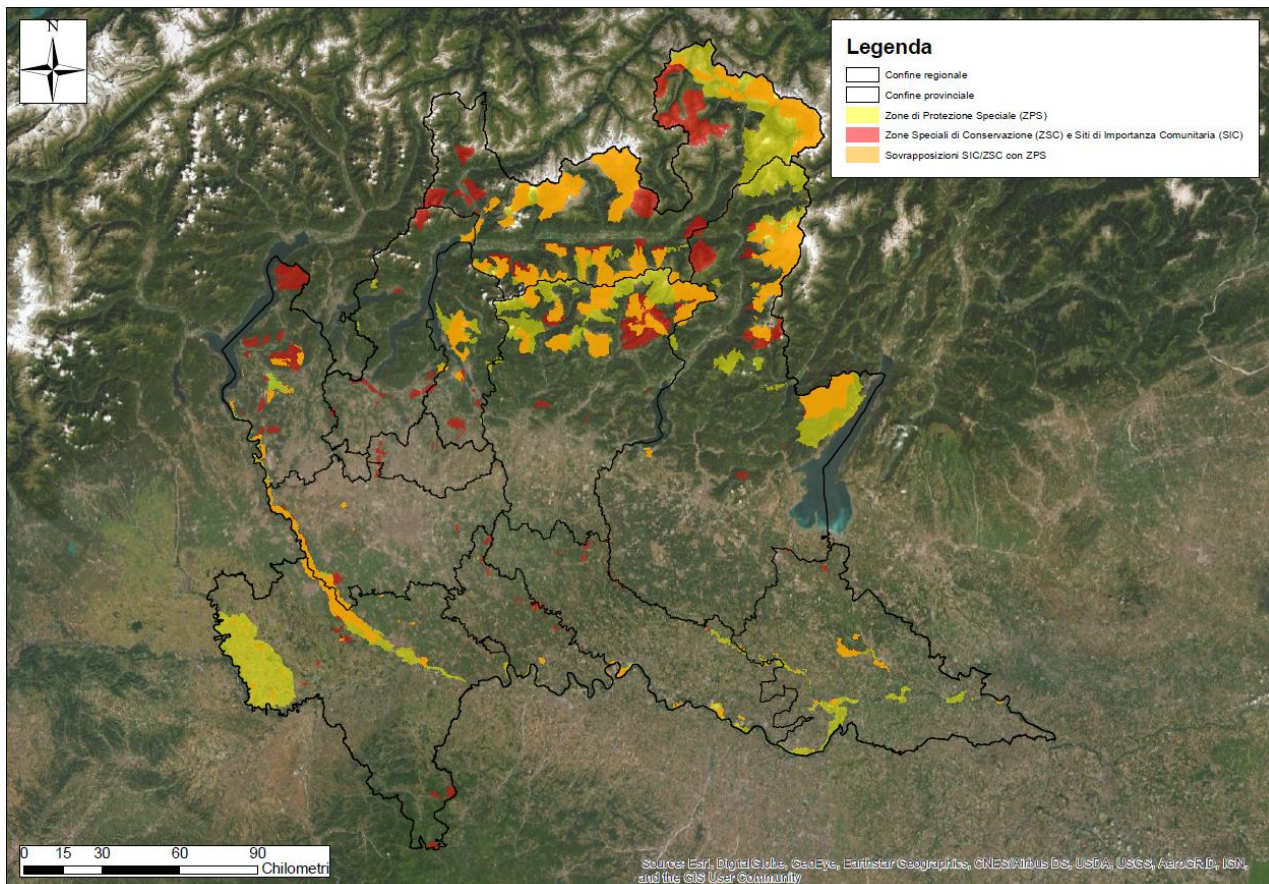 N
Legenda
Confine regionale
Confine provinciale
Zone di Protezione Speciale (ZPS)
Zone Speciali di Conservazione (ZSC) e Siti di Importanza Comunitaria (SIC)
Sovrapposizioni SIC/ZSC con ZPS
0 15 30 60 90
Chilometri
Source: Esri, DigitalGlobe, GeoEye, Earthstar Geographics, CNES/Airbus DS, USDA, USGS, AeroGRID, IGN,
and the GIS User Community